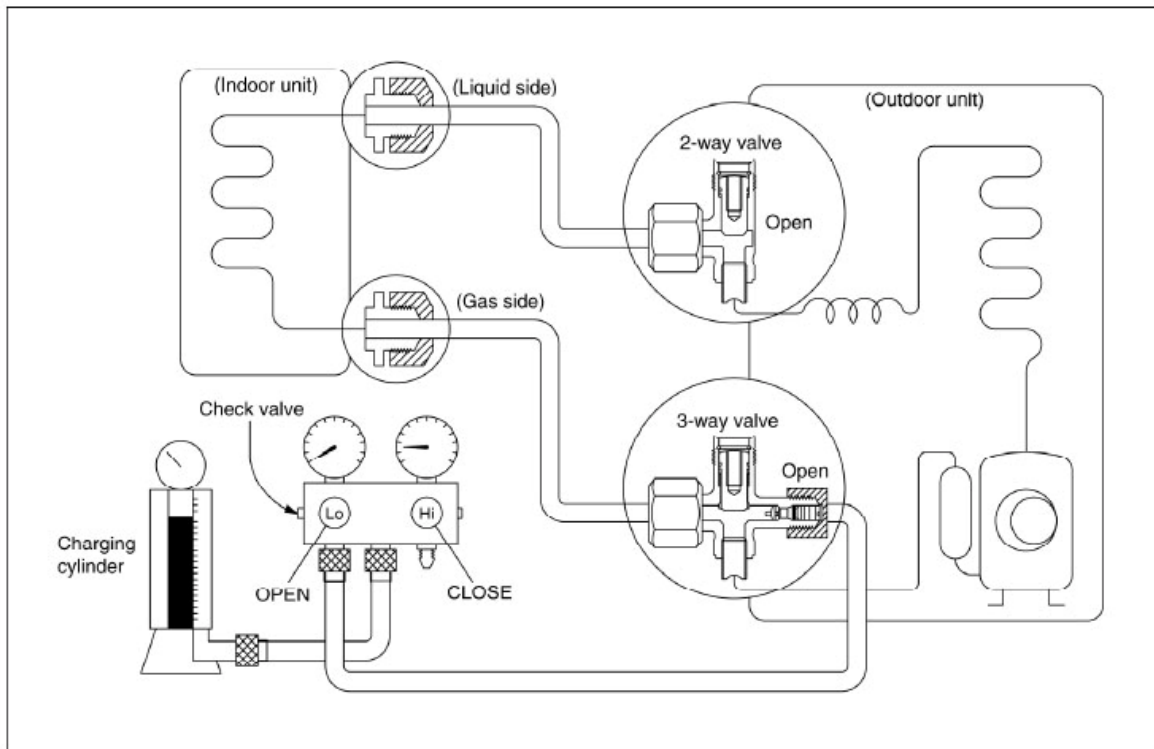 (Indoor unit)
(Liquid side)
(Outdoor unit)
2-way valve
Open
(Gas side)
Check valve
3-way valve
Open
Lo
Hi
Charging
cylinder
OPEN
CLOSE